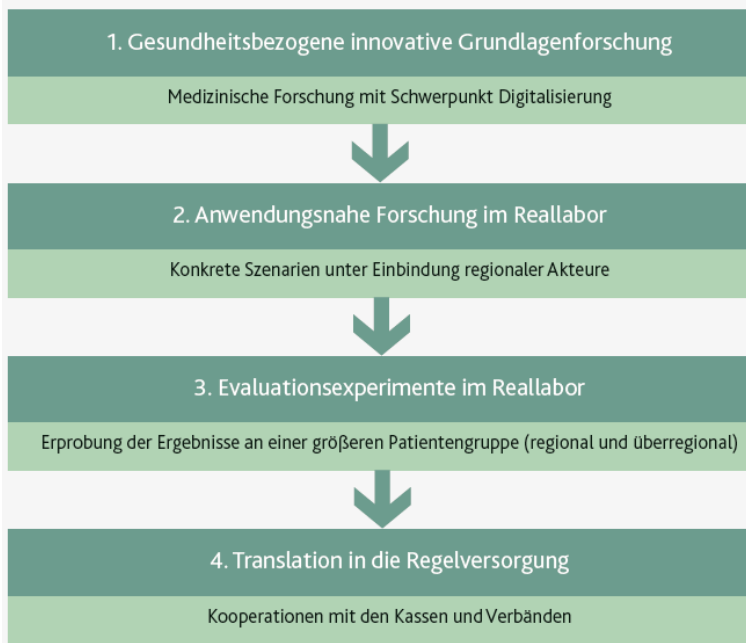 1. Gesundheitsbezogene innovative Grundlagenforschung
Medizinische Forschung mit Schwerpunkt Digitalisierung
2. Anwendungsnahe Forschung im Reallabor
Konkrete Szenarien unter Einbindung regionaler Akteure
3. Evaluationsexperimente im Reallabor
Erprobung der Ergebnisse an einer größeren Patientengruppe (regional und überregional)
4. Translation in die Regelversorgung
Kooperationen mit den Kassen und Verbänden